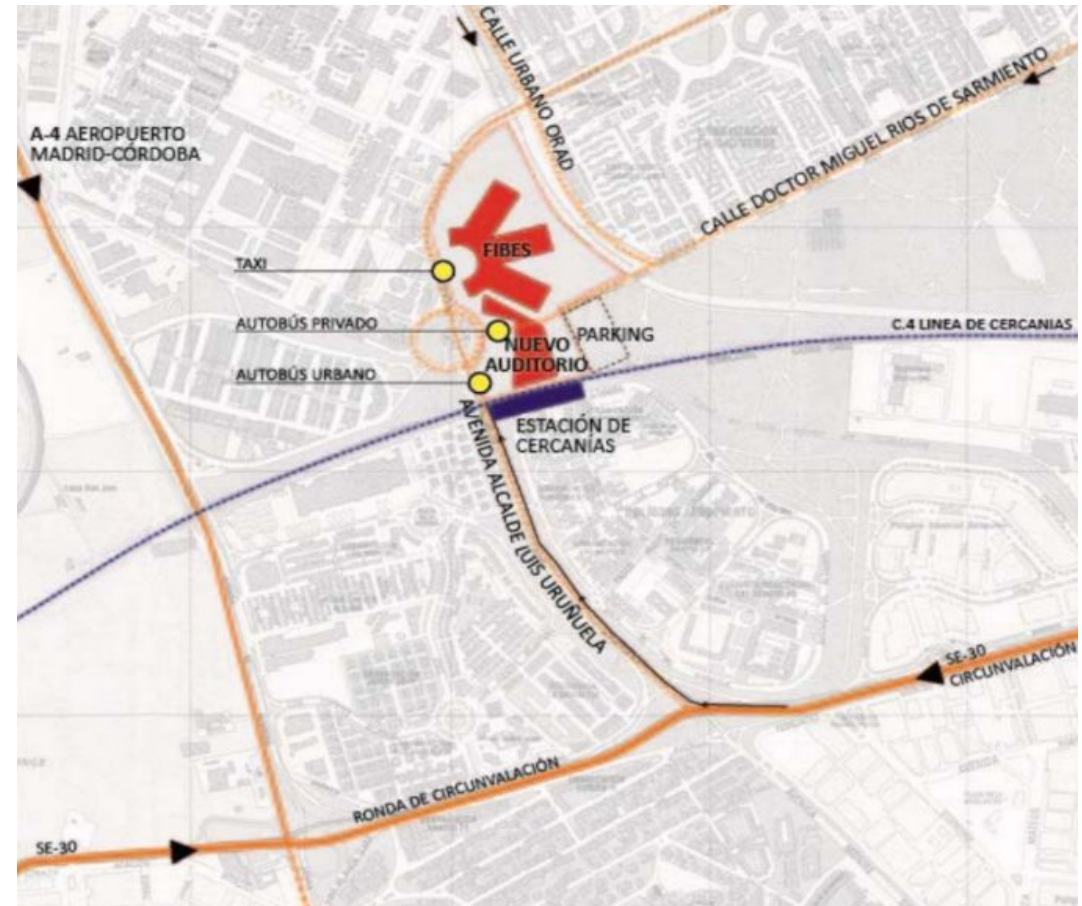 CALLE URBANO ORAD
CALLE DOCTOR MIGUEL RIOS DE SARMIENTO
A-4 AEROPUERTO
MADRID-CÓRDOBA
FIBES
TAXI
AUTOBÚS PRIVADO
PARKING
C.4 LINEA DE CERCANIAS
NUEVO
AUDITORIO
AUTOBÚS URBANO
ESTACIÓN DE
CERCANÍAS
AVENIDA ALCALDE LUIS URUÑUELA
SE-30
CIRCUNVALACIÓN
RONDA DE CIRCUNVALACIÓN
SE-30